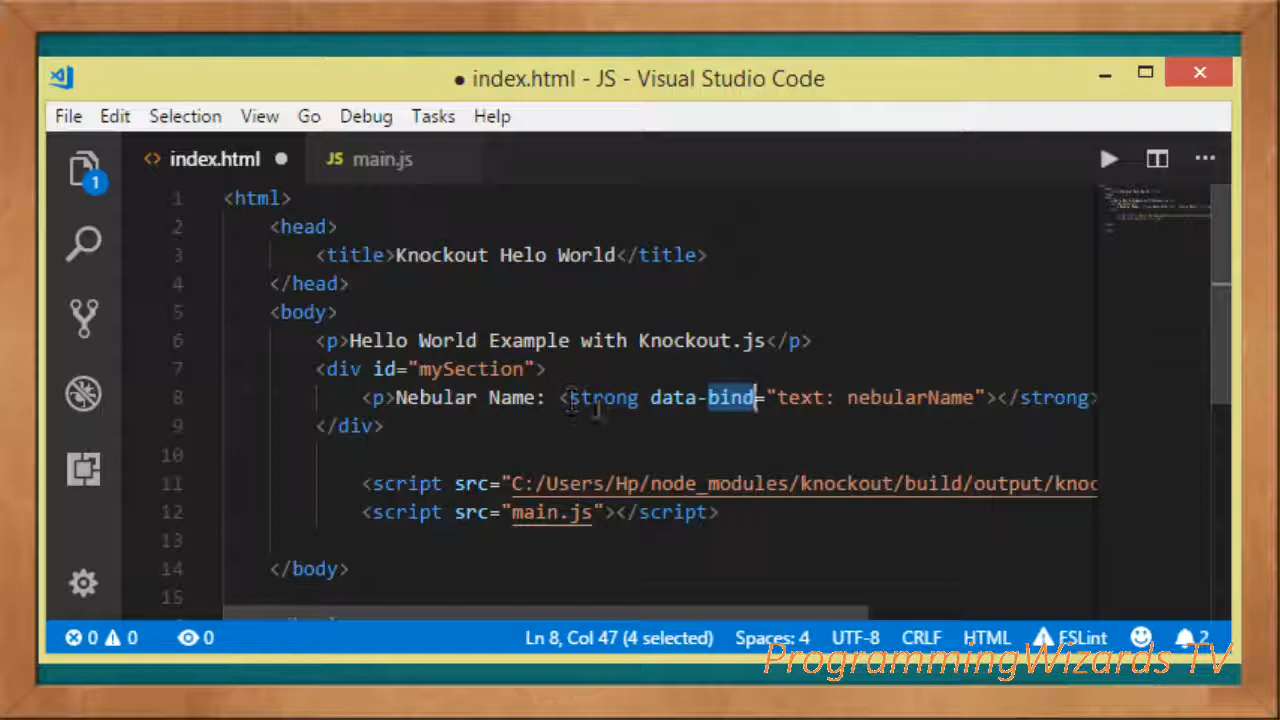 ● index.html - JS - Visual Studio Code
File Edit Selection View Go Debug Tasks Help
1
<> index.html ● JS main.js ···
1 <html>
2 <head>
3 <title>Knockout Helo World</title>
4 </head>
5 <body>
6 <p>Hello World Example with Knockout.js</p>
7 <div id="mySection">
8 <p>Nebular Name: <strong data-bind="text: nebularName"></strong>
9 </div>
10
11 <script src="C:/Users/Hp/node_modules/knockout/build/output/knoc
12 <script src="main.js"></script>
13
14 </body>
15
0 0 0 Ln 8, Col 47 (4 selected) Spaces: 4 UTF-8 CRLF HTML ESLint 2
ProgrammingWizards TV